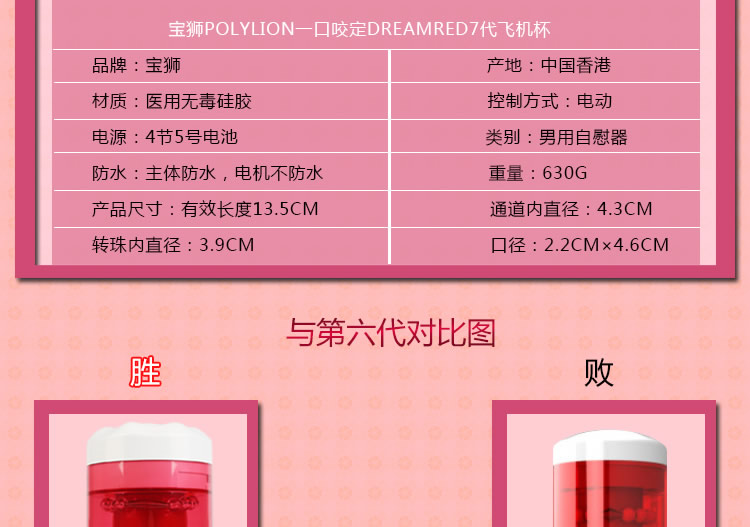 宝狮POLYLION一口咬定DREAMRED7代飞机杯
品牌：宝狮
产地：中国香港
材质：医用无毒硅胶
控制方式：电动
电源：4节5号电池
类别：男用自慰器
防水：主体防水，电机不防水
重量：630G
产品尺寸：有效长度13.5CM
通道内直径：4.3CM
转珠内直径：3.9CM
口径：2.2CM×4.6CM
与第六代对比图
胜
败